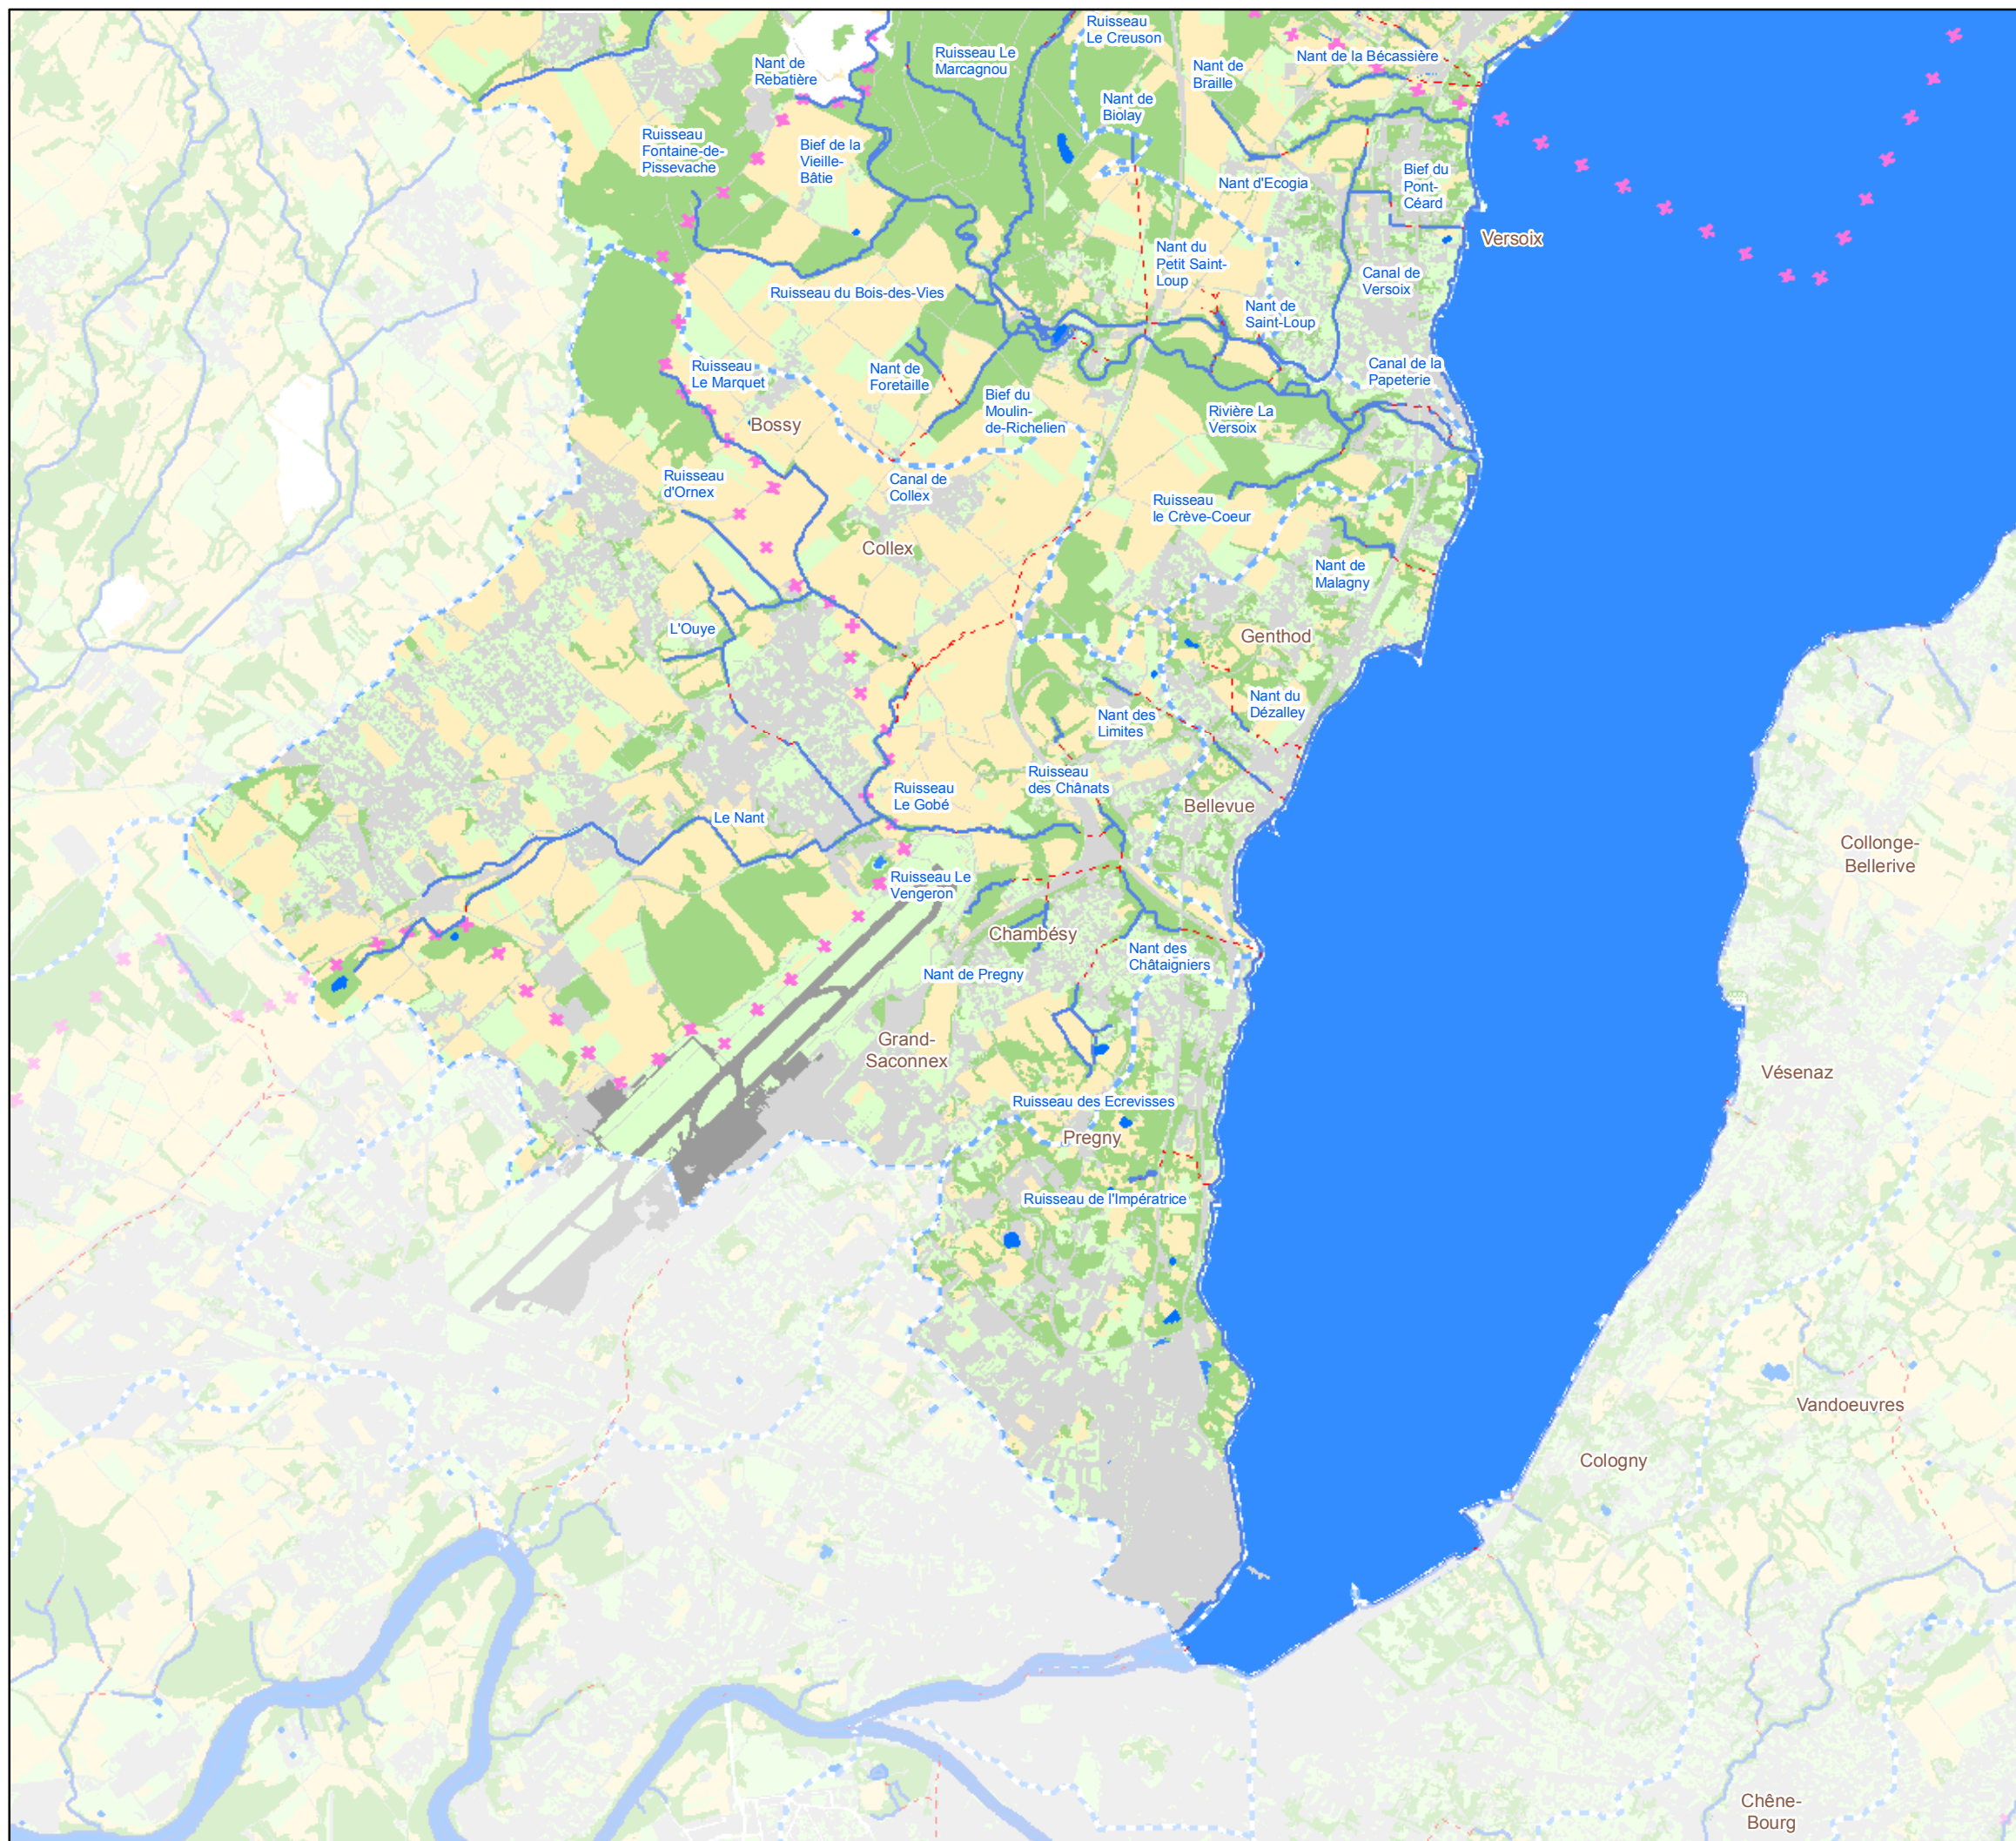 Ruisseau
Le Creuson
Nant de la Bécassière
Ruisseau Le
Marcagnou
Nant de
Rebatière
Nant de
Braille
Nant de
Biolay
Ruisseau
Fontaine-de-
Pissevache
Bief de la
Vieille-
Bâtie
Nant d'Ecogia
Bief du
Pont-
Céard
Versoix
Nant du
Petit Saint-
Loup
Canal de
Versoix
Ruisseau du Bois-des-Vies
Nant de
Saint-Loup
Ruisseau
Le Marquet
Nant de
Foretaille
Canal de la
Papeterie
Bief du
Moulin-
de-Richelien
Rivière La
Versoix
Bossy
Ruisseau
d'Ornex
Canal de
Collex
Ruisseau
le Crève-Coeur
Collex
Nant de
Malagny
L'Ouye
Genthod
Nant du
Dézalley
Nant des
Limites
Ruisseau
des Chânats
Ruisseau
Le Gobé
Bellevue
Le Nant
Collonge-
Bellerive
Ruisseau Le
Vengeron
Chambésy
Nant des
Châtaigniers
Nant de Pregny
Grand-
Saconnex
Vésenaz
Ruisseau des Ecrevisses
Pregny
Ruisseau de l'Impératrice
Vandoeuvres
Cologny
Chêne-
Bourg